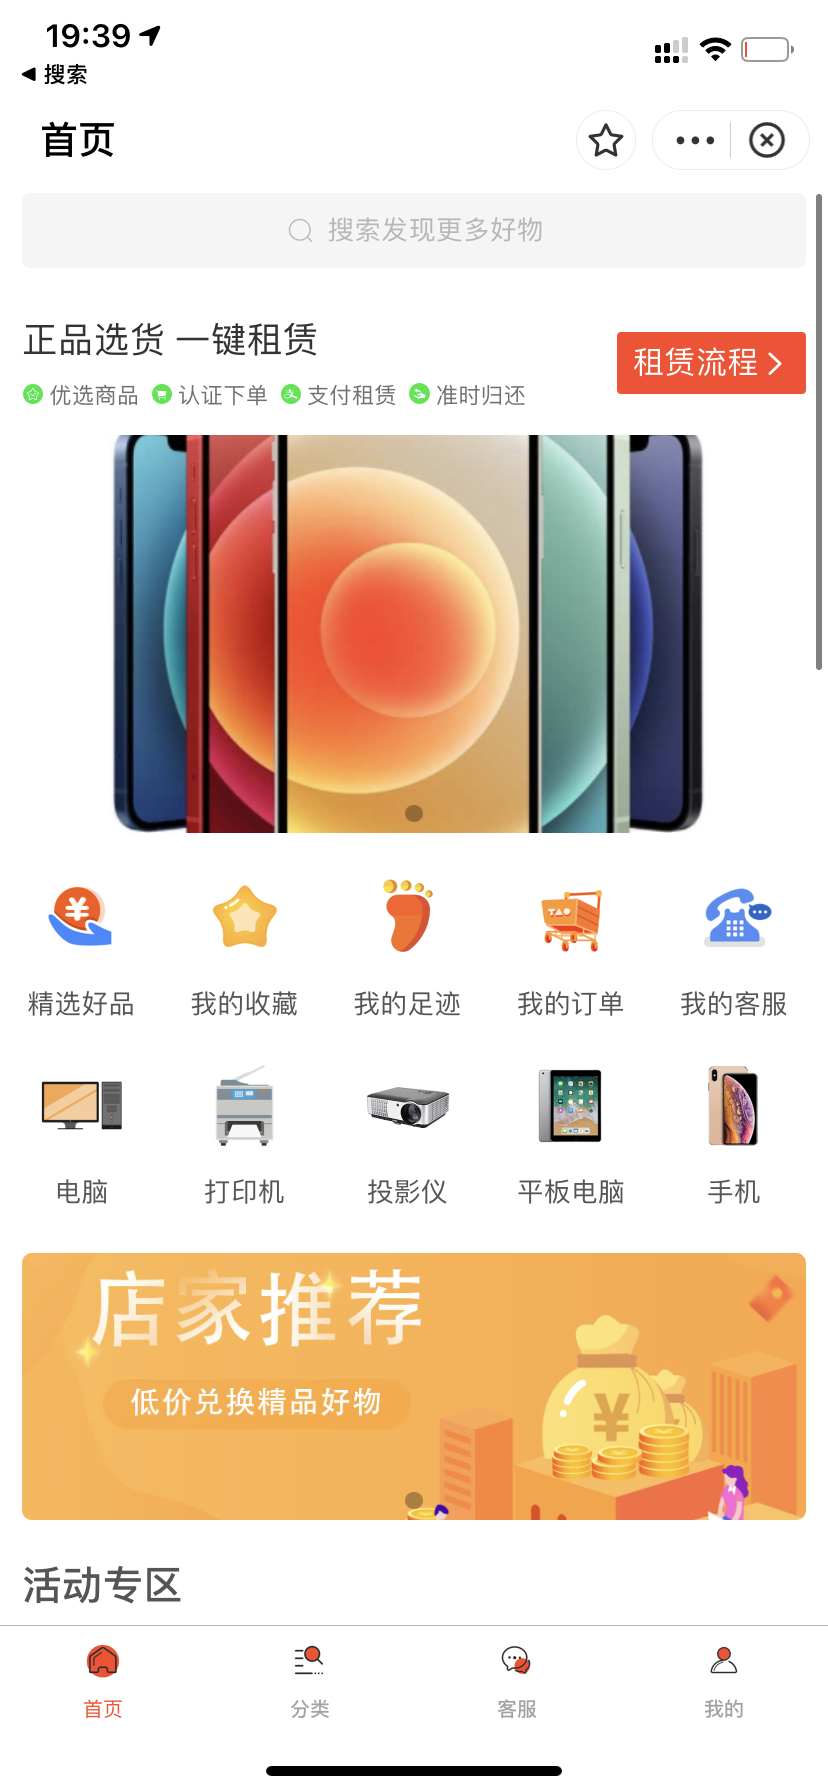 19:39
搜索
首页
搜索发现更多好物
正品选货 一键租赁
租赁流程
优选商品 认证下单 支付租赁 准时归还
¥
TAO
精选好品 我的收藏 我的足迹 我的订单 我的客服
电脑 打印机 投影仪 平板电脑 手机
店家推荐
低价兑换精品好物
¥
活动专区
首页 分类 客服 我的